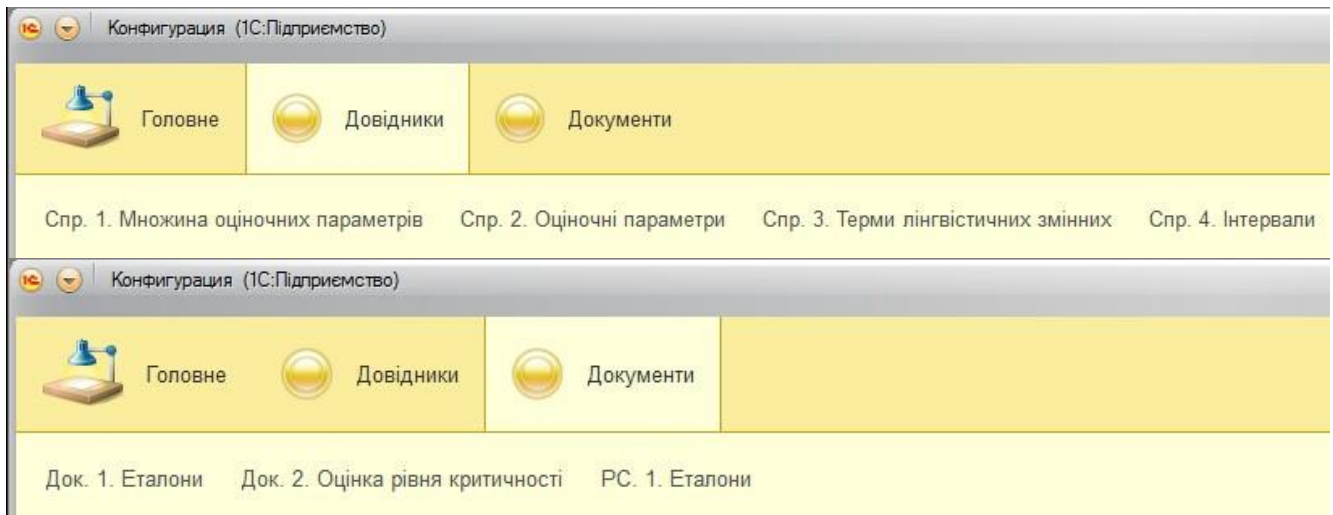 1С Конфигурация (1С:Підприємство)
Головне Довідники Документи
Спр. 1. Множина оціночних параметрів Спр. 2. Оціночні параметри Спр. 3. Терми лінгвістичних змінних Спр. 4. Інтервали
1С Конфигурация (1С:Підприємство)
Головне Довідники Документи
Док. 1. Еталони Док. 2. Оцінка рівня критичності РС. 1. Еталони